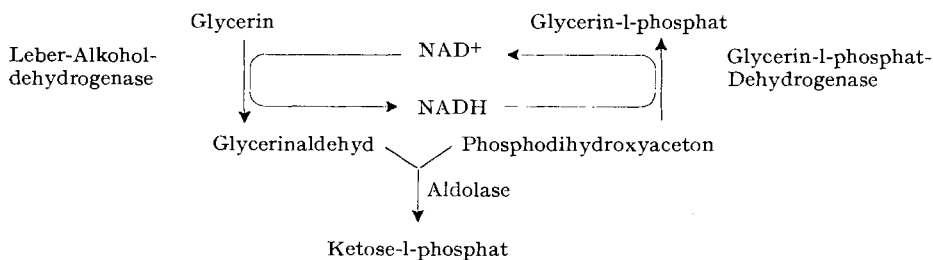 Glycerin
Glycerin-l-phosphat
Leber-Alkohol-
dehydrogenase
NAD+
Glycerin-l-phosphat-
Dehydrogenase
NADH
Glycerinaldehyd
Phosphodihydroxyaceton
Aldolase
Ketose-l-phosphat